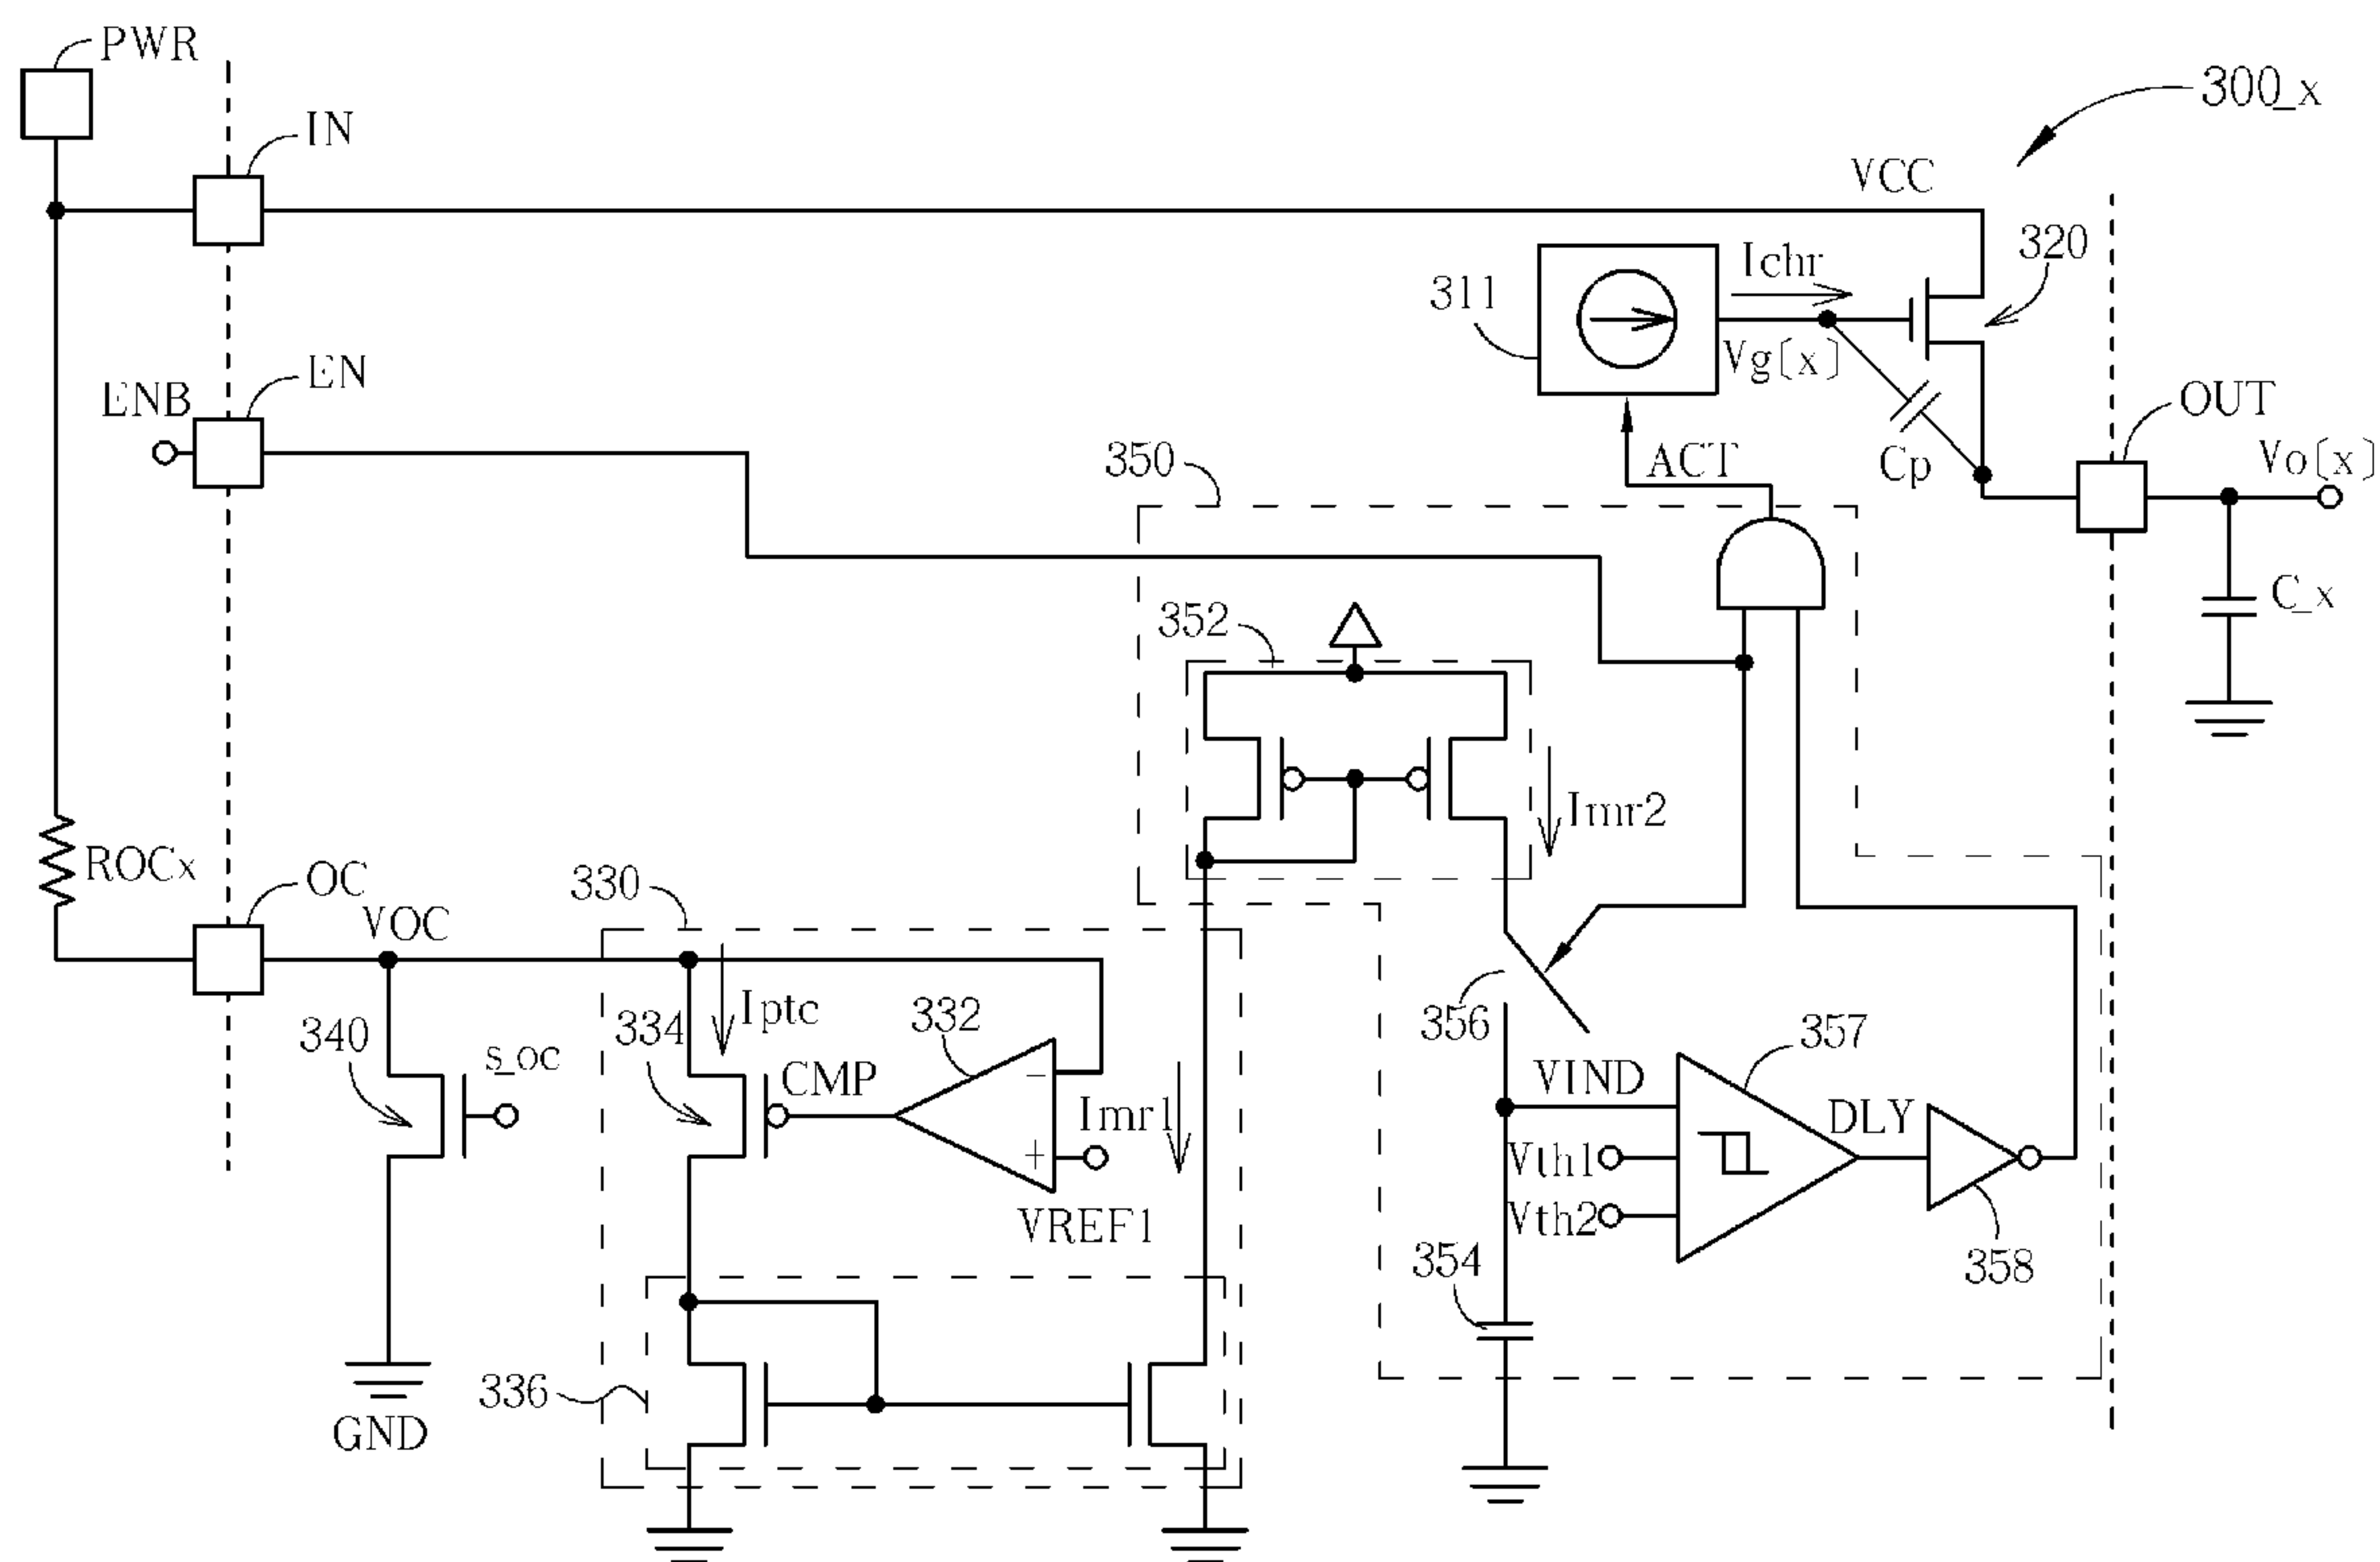 PWR
300_x
IN
VCC
320
Ichr
311
EN
Vg(x)
ENB
OUT
350
ACT
Cp
Vo(x)
C_x
352
Imr2
ROCx
OC
330
VOC
Iptc
332
356
340
s_oc
334
357
CMP
−
VIND
Imr1
DLY
+
Vth1
VREF1
Vth2
354
358
336
GND